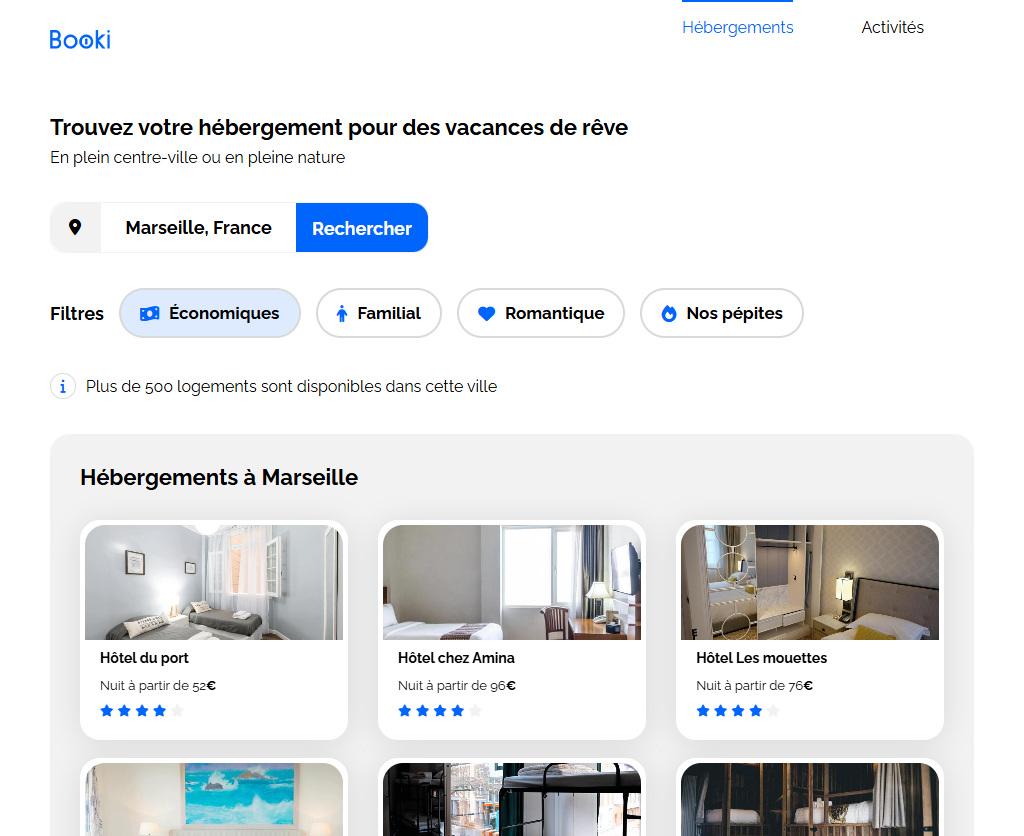 Booki
Hébergements
Activités
Trouvez votre hébergement pour des vacances de rêve
En plein centre-ville ou en pleine nature
Marseille, France
Rechercher
Filtres
Économiques
Familial
Romantique
Nos pépites
Plus de 500 logements sont disponibles dans cette ville
Hébergements à Marseille
Hôtel du port
Nuit à partir de 52€
Hôtel chez Amina
Nuit à partir de 96€
Hôtel Les mouettes
Nuit à partir de 76€